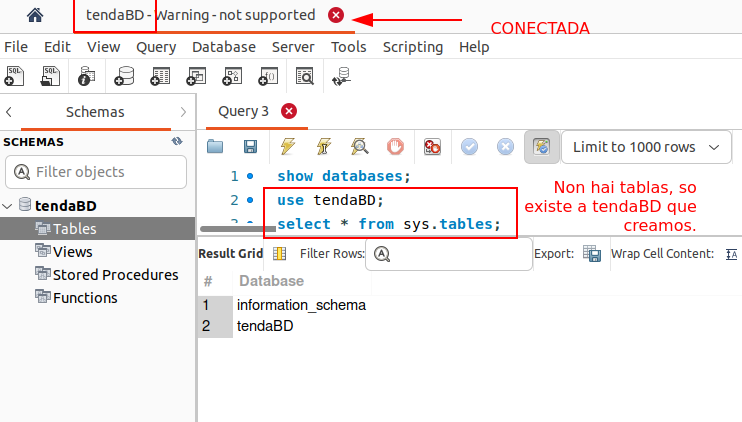 tendaBD - Warning - not supported
CONECTADA
File Edit View Query Database Server Tools Scripting Help
Schemas
Query 3
SCHEMAS
Filter objects
Limit to 1000 rows
tendaBD
Tables
Views
Stored Procedures
Functions
1 show databases;
2 use tendaBD;
3 select * from sys.tables;
Non hai tablas, so
existe a tendaBD que
creamos.
Result Grid Filter Rows: Export: Wrap Cell Content:
# Database
1 information_schema
2 tendaBD